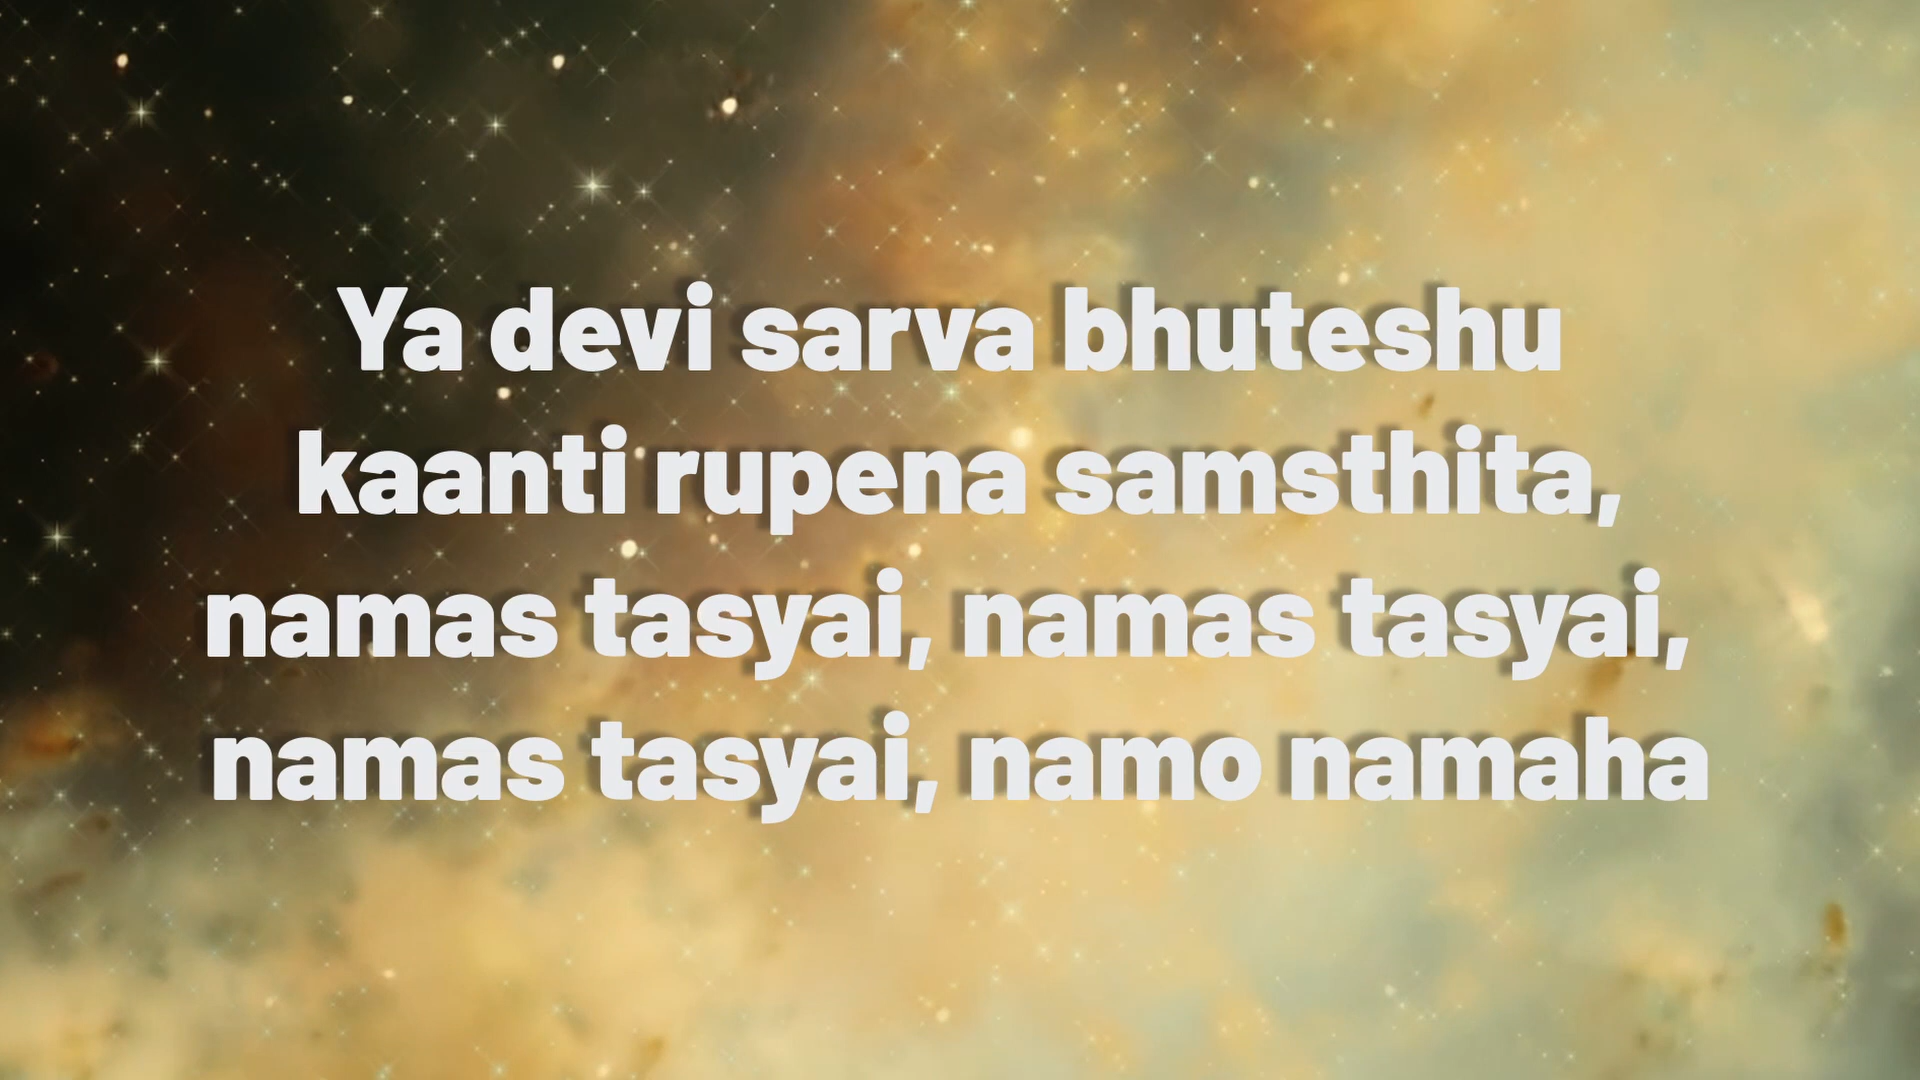 Ya devi sarva bhuteshu
kaanti rupena samsthita,
namas tasyai, namas tasyai,
namas tasyai, namo namaha